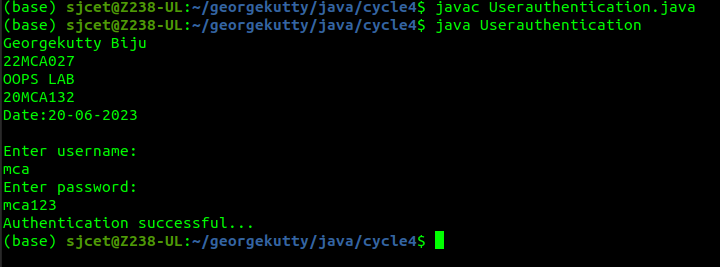 (base) sjcet@Z238-UL:~/georgekutty/java/cycle4$ javac Userauthentication.java
(base) sjcet@Z238-UL:~/georgekutty/java/cycle4$ java Userauthentication
Georgekutty Biju
22MCA027
OOPS LAB
20MCA132
Date:20-06-2023
Enter username:
mca
Enter password:
mca123
Authentication successful...
(base) sjcet@Z238-UL:~/georgekutty/java/cycle4$